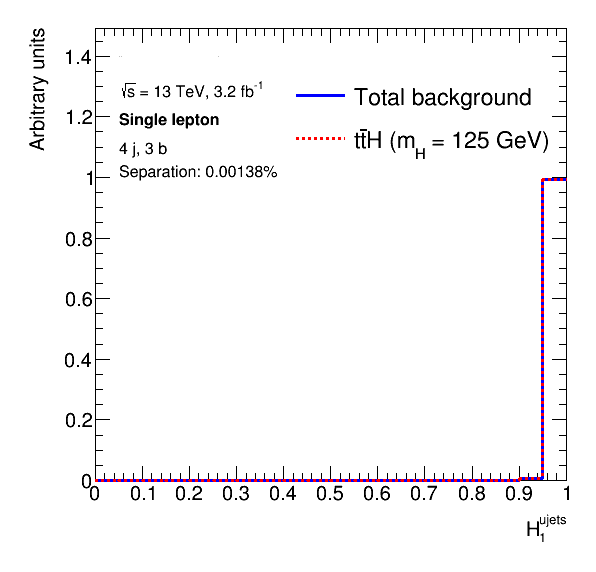 Arbitrary units
1.4
1.2
1
0.8
0.6
0.4
0.2
0
√s = 13 TeV, 3.2 fb⁻¹
Single lepton
4 j, 3 b
Separation: 0.00138%
Total background
tt̄H (m_H = 125 GeV)
0 0.1 0.2 0.3 0.4 0.5 0.6 0.7 0.8 0.9 1
H₁^ujets